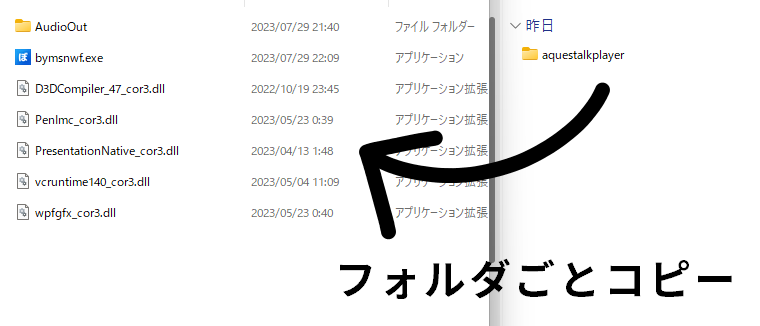 AudioOut 2023/07/29 21:40 ファイル フォルダー
bymsnwf.exe 2023/07/29 22:09 アプリケーション
D3DCompiler_47_cor3.dll 2022/10/19 23:45 アプリケーション拡張
PenImc_cor3.dll 2023/05/23 0:39 アプリケーション拡張
PresentationNative_cor3.dll 2023/04/13 1:48 アプリケーション拡張
vcruntime140_cor3.dll 2023/05/04 11:09 アプリケーション拡張
wpfgfx_cor3.dll 2023/05/23 0:40 アプリケーション拡張
昨日
aquestalkplayer
フォルダごとコピー